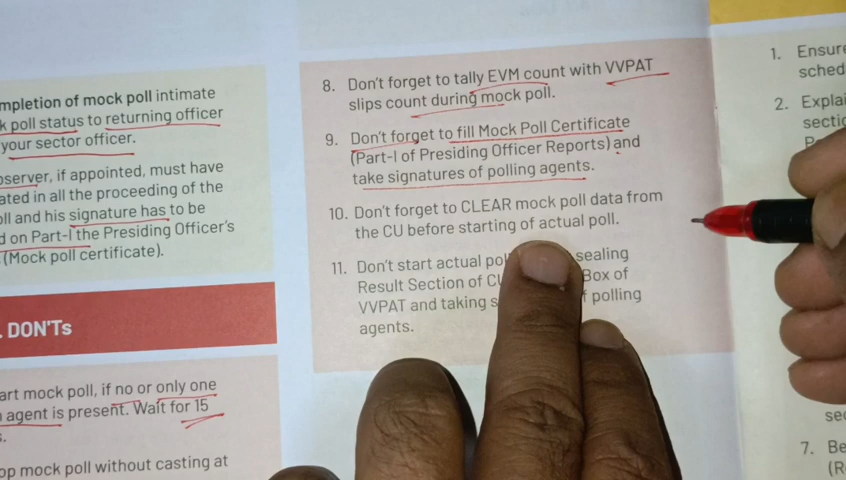 mpletion of mock poll intimate
k poll status to returning officer
your sector officer.
server, if appointed, must have
ated in all the proceeding of the
oll and his signature has to be
d on Part-I the Presiding Officer's
(Mock poll certificate).
. DON'Ts
art mock poll, if no or only one
agent is present. Wait for 15
s.
op mock poll without casting at
8. Don't forget to tally EVM count with VVPAT
slips count during mock poll.
9. Don't forget to fill Mock Poll Certificate
(Part-I of Presiding Officer Reports) and
take signatures of polling agents.
10. Don't forget to CLEAR mock poll data from
the CU before starting of actual poll.
11. Don't start actual pol sealing
Result Section of CU Box of
VVPAT and taking s f polling
agents.
1. Ensure
sched
2. Explai
sectio
7. Be
(R